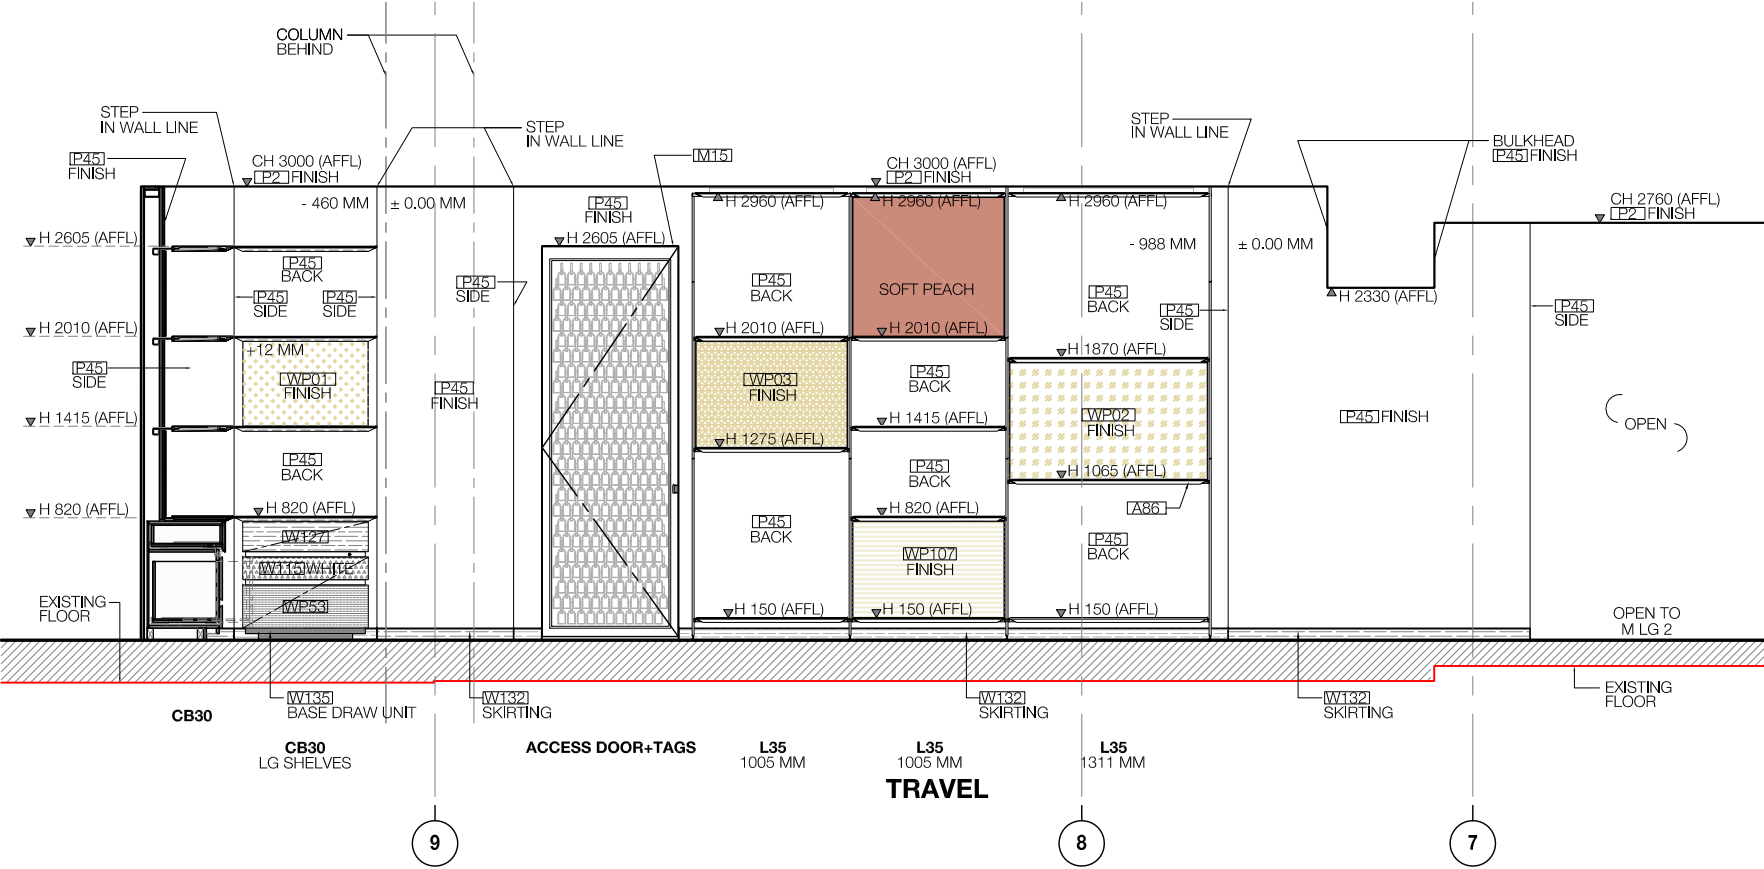 COLUMN
BEHIND
STEP
IN WALL LINE
STEP
IN WALL LINE
STEP
IN WALL LINE
BULKHEAD
P45 FINISH
P45
FINISH
CH 3000 (AFFL)
P2 FINISH
M15
CH 3000 (AFFL)
P2 FINISH
CH 2760 (AFFL)
P2 FINISH
- 460 MM
± 0.00 MM
P45
FINISH
H 2960 (AFFL)
H 2960 (AFFL)
H 2960 (AFFL)
H 2605 (AFFL)
H 2605 (AFFL)
- 988 MM
± 0.00 MM
P45
BACK
P45
SIDE
P45
SIDE
P45
SIDE
P45
BACK
SOFT PEACH
P45
BACK
P45
SIDE
H 2330 (AFFL)
P45
SIDE
H 2010 (AFFL)
H 2010 (AFFL)
H 2010 (AFFL)
+12 MM
H 1870 (AFFL)
P45
SIDE
WP01
FINISH
P45
FINISH
WP03
FINISH
P45
BACK
WP02
FINISH
P45 FINISH
OPEN
H 1415 (AFFL)
H 1415 (AFFL)
H 1275 (AFFL)
P45
BACK
P45
BACK
H 1065 (AFFL)
H 820 (AFFL)
H 820 (AFFL)
H 820 (AFFL)
A86
P45
BACK
P45
BACK
W127
W115 WHITE
WP53
WP107
FINISH
EXISTING
FLOOR
H 150 (AFFL)
H 150 (AFFL)
H 150 (AFFL)
OPEN TO
M LG 2
W135
BASE DRAW UNIT
W132
SKIRTING
W132
SKIRTING
W132
SKIRTING
EXISTING
FLOOR
CB30
CB30
LG SHELVES
ACCESS DOOR+TAGS
L35
1005 MM
L35
1005 MM
L35
1311 MM
TRAVEL
9
8
7